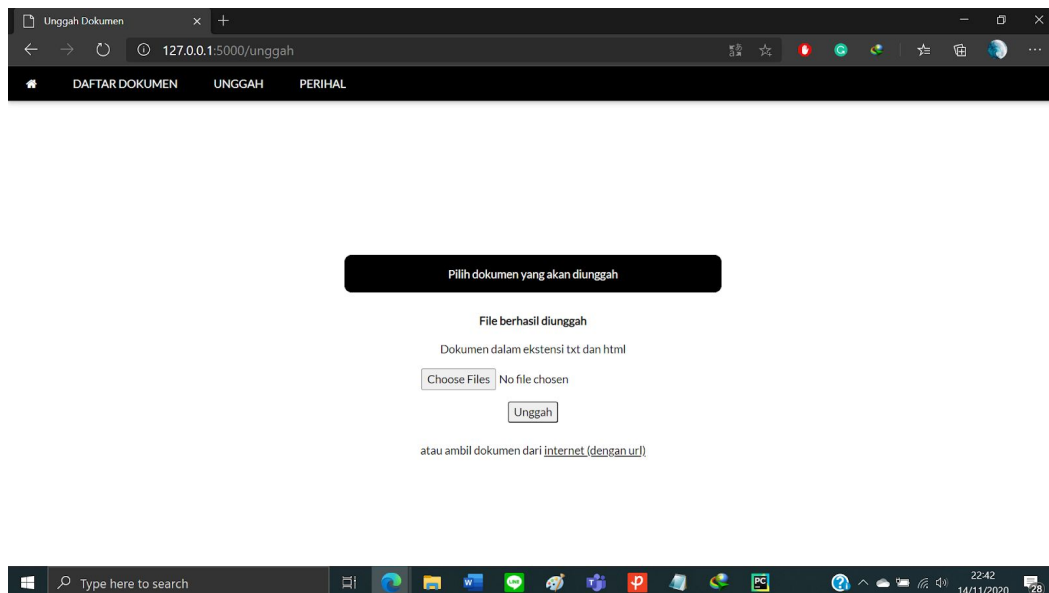 Unggah Dokumen
127.0.0.1:5000/unggah
DAFTAR DOKUMEN UNGGAH PERIHAL
Pilih dokumen yang akan diunggah
File berhasil diunggah
Dokumen dalam ekstensi txt dan html
Choose Files No file chosen
Unggah
atau ambil dokumen dari internet (dengan url)
Type here to search
22:42
14/11/2020
28